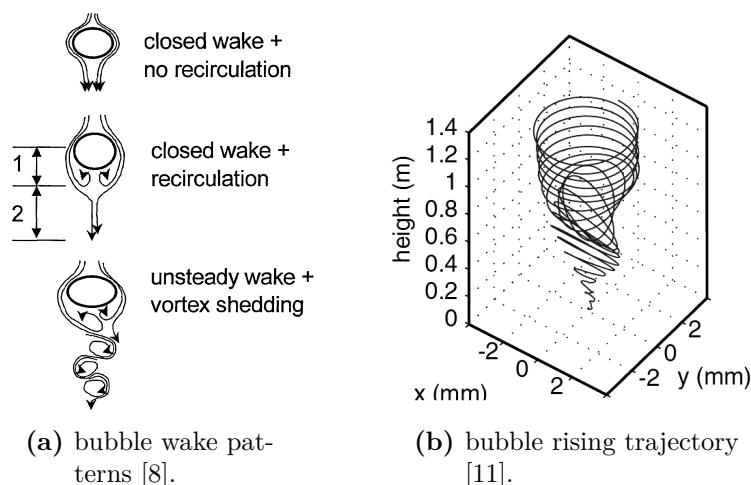 closed wake +
no recirculation
1
2
closed wake +
recirculation
unsteady wake +
vortex shedding
(a) bubble wake pat-
terns [8].
1.4
1.2
1
0.8
0.6
0.4
0.2
0
height (m)
-2
0
2
x (mm)
-2
0
2
y (mm)
(b) bubble rising trajectory
[11].